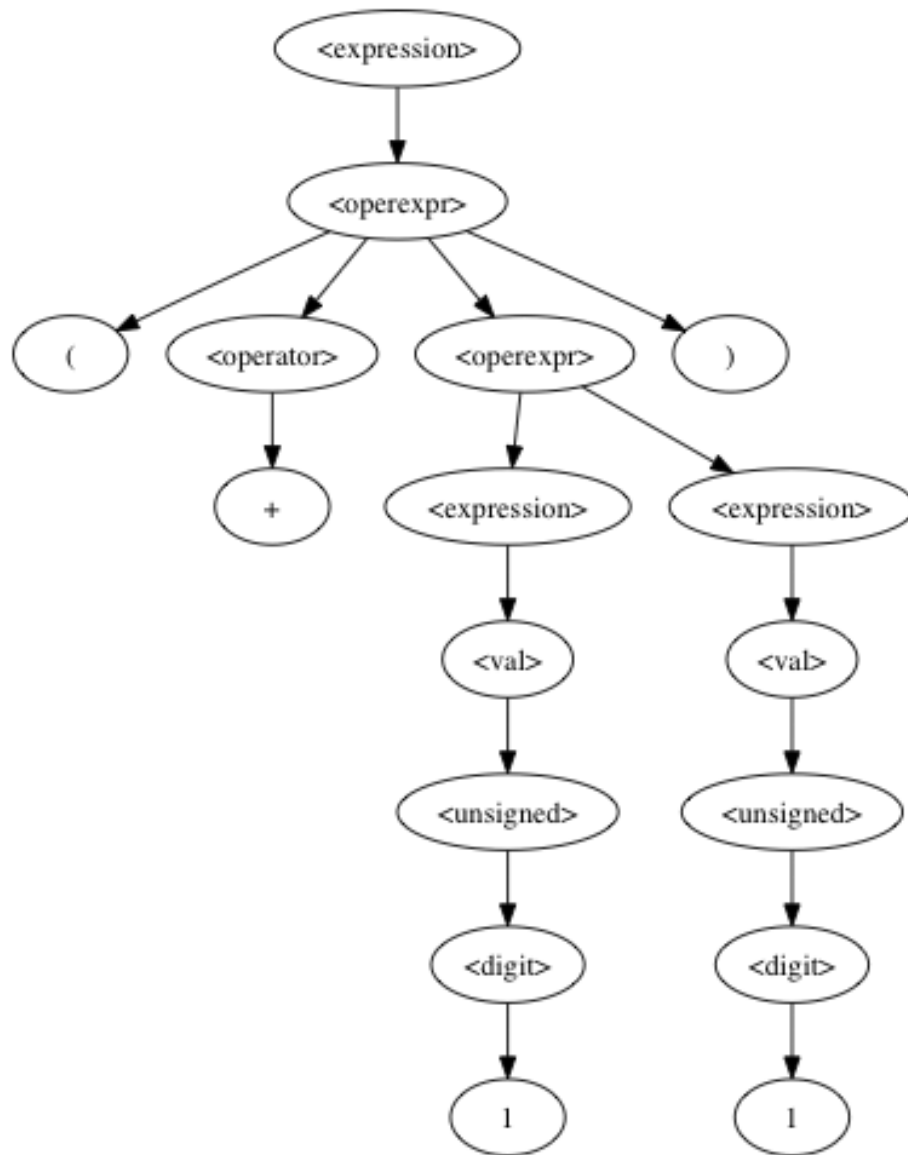 <expression>
<operexpr>
( <operator> <operexpr> )
+ <expression> <expression>
<val> <val>
<unsigned> <unsigned>
<digit> <digit>
1 1